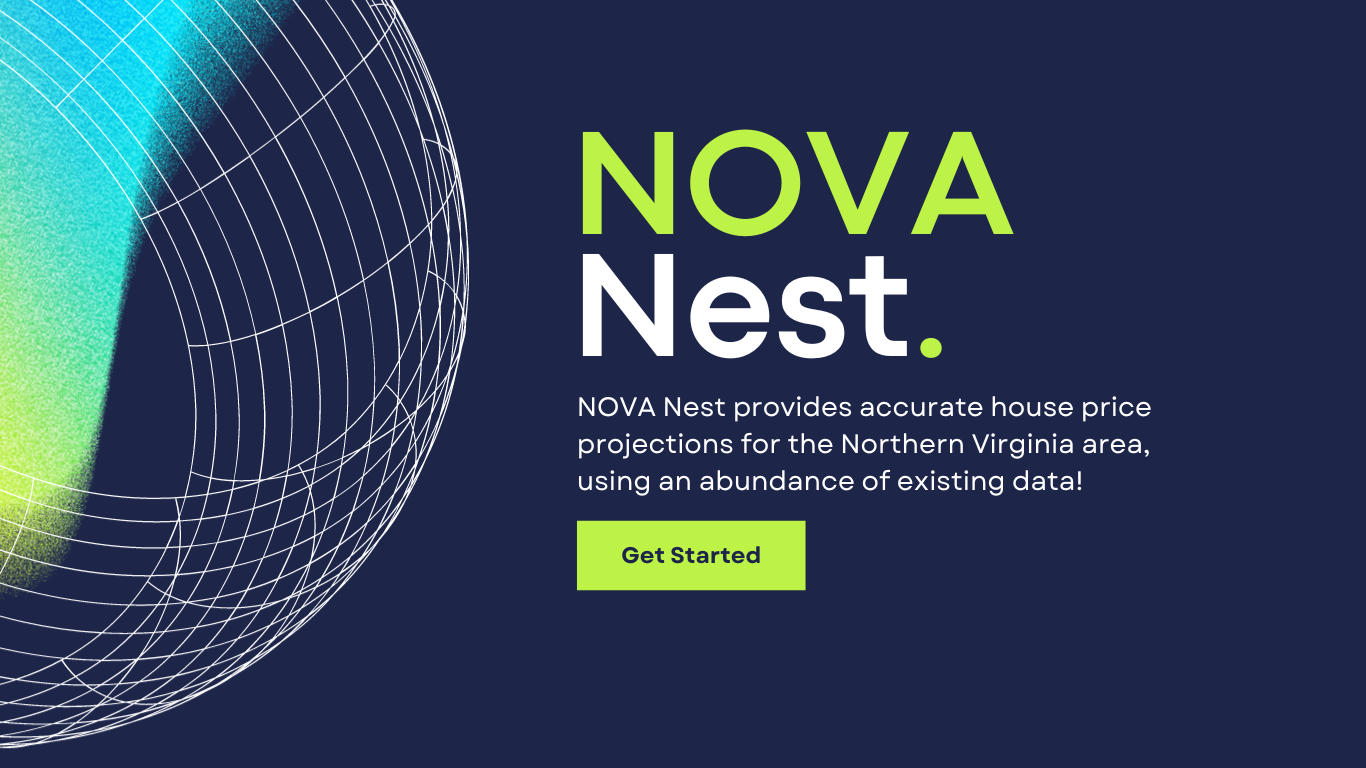 NOVA
Nest.
NOVA Nest provides accurate house price
projections for the Northern Virginia area,
using an abundance of existing data!
Get Started